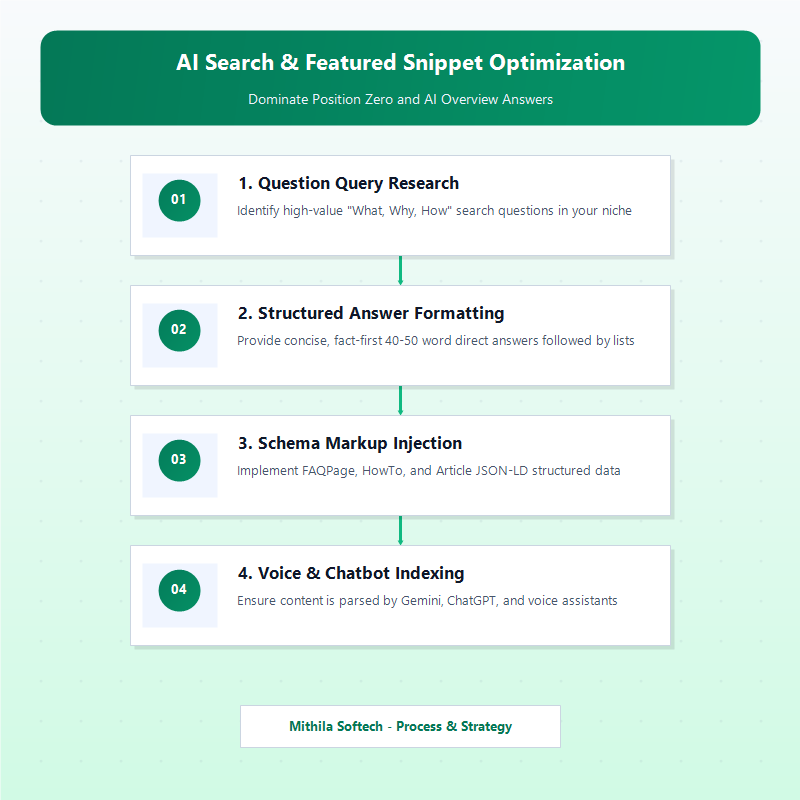 AI Search & Featured Snippet Optimization
Dominate Position Zero and AI Overview Answers
01
1. Question Query Research
Identify high-value "What, Why, How" search questions in your niche
02
2. Structured Answer Formatting
Provide concise, fact-first 40-50 word direct answers followed by lists
03
3. Schema Markup Injection
Implement FAQPage, HowTo, and Article JSON-LD structured data
04
4. Voice & Chatbot Indexing
Ensure content is parsed by Gemini, ChatGPT, and voice assistants
Mithila Softech - Process & Strategy